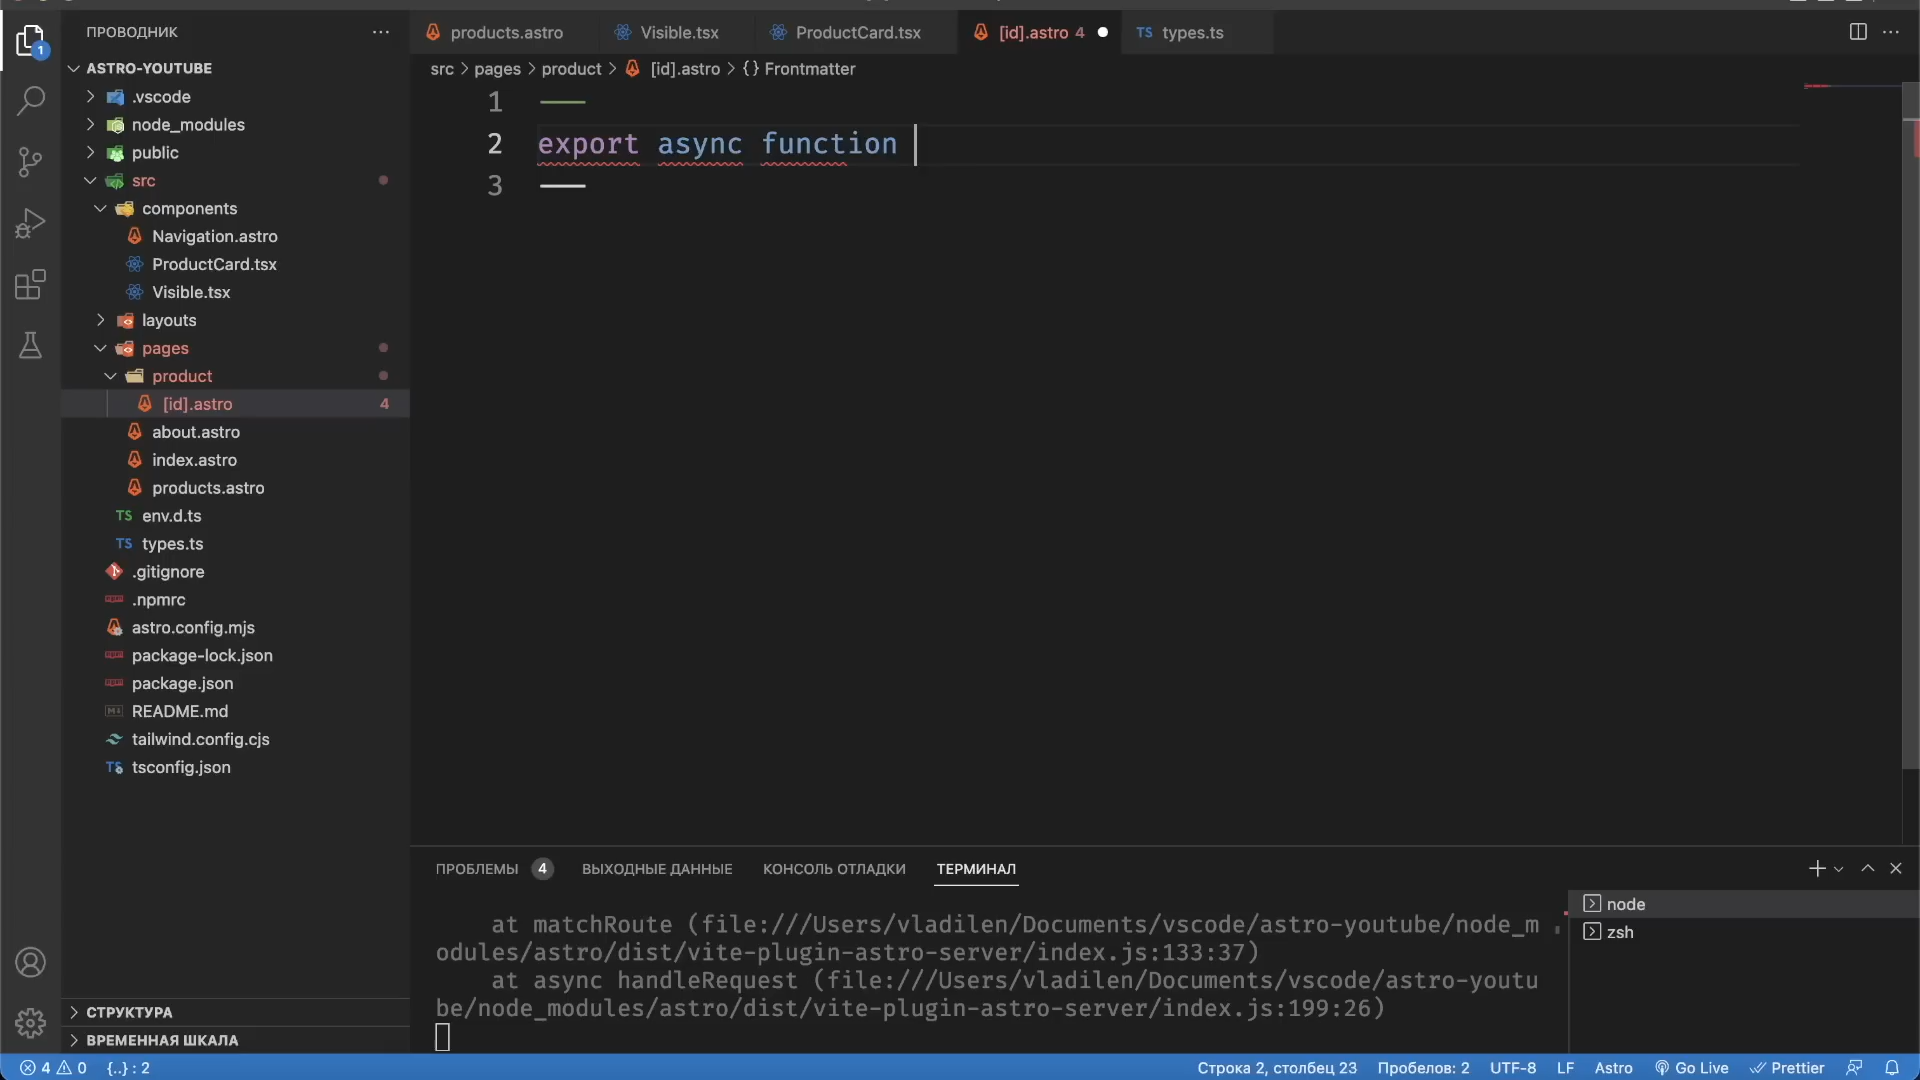 ПРОВОДНИК
ASTRO-YOUTUBE
.vscode
node_modules
public
src
components
Navigation.astro
ProductCard.tsx
Visible.tsx
layouts
pages
product
[id].astro 4
about.astro
index.astro
products.astro
TS env.d.ts
TS types.ts
.gitignore
.npmrc
astro.config.mjs
package-lock.json
package.json
README.md
tailwind.config.cjs
TS tsconfig.json
СТРУКТУРА
ВРЕМЕННАЯ ШКАЛА
1
products.astro
Visible.tsx
ProductCard.tsx
[id].astro 4
TS types.ts
src > pages > product > [id].astro > {} Frontmatter
1 ---
2 export async function
3 ---
ПРОБЛЕМЫ 4 ВЫХОДНЫЕ ДАННЫЕ КОНСОЛЬ ОТЛАДКИ ТЕРМИНАЛ
at matchRoute (file:///Users/vladilen/Documents/vscode/astro-youtube/node_m
odules/astro/dist/vite-plugin-astro-server/index.js:133:37)
at async handleRequest (file:///Users/vladilen/Documents/vscode/astro-youtu
be/node_modules/astro/dist/vite-plugin-astro-server/index.js:199:26)
node
zsh
4 0 {..} : 2 Строка 2, столбец 23 Пробелов: 2 UTF-8 LF Astro Go Live Prettier